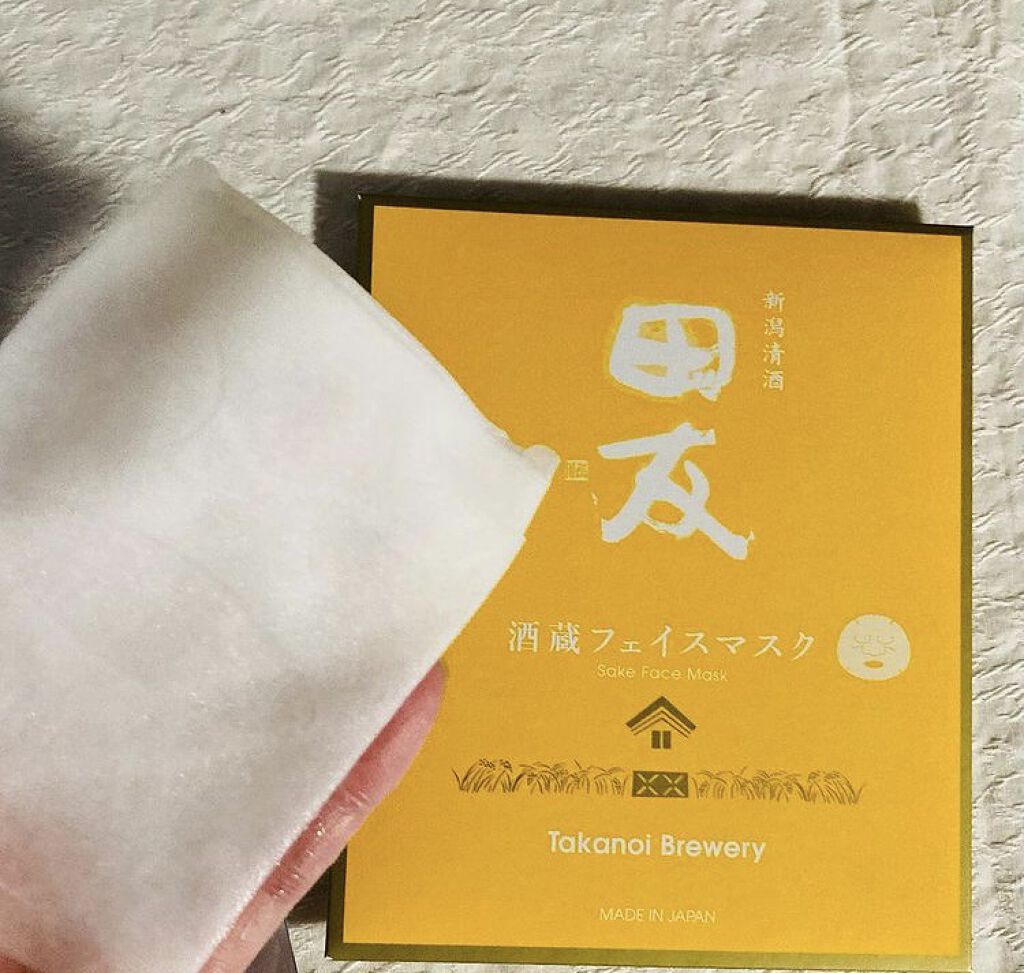 新潟清酒
田友
酒蔵フェイスマスク
Sake Face Mask
Takanoi Brewery
MADE IN JAPAN